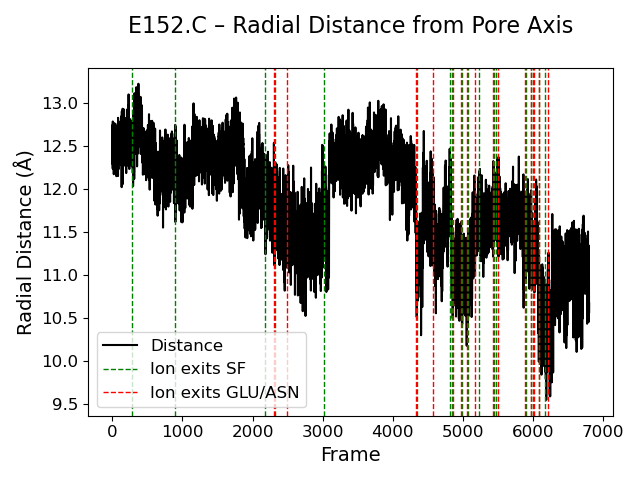 E152.C – Radial Distance from Pore Axis
Radial Distance (Å)
13.0
12.5
12.0
11.5
11.0
10.5
10.0
9.5
Distance
Ion exits SF
Ion exits GLU/ASN
0 1000 2000 3000 4000 5000 6000 7000
Frame